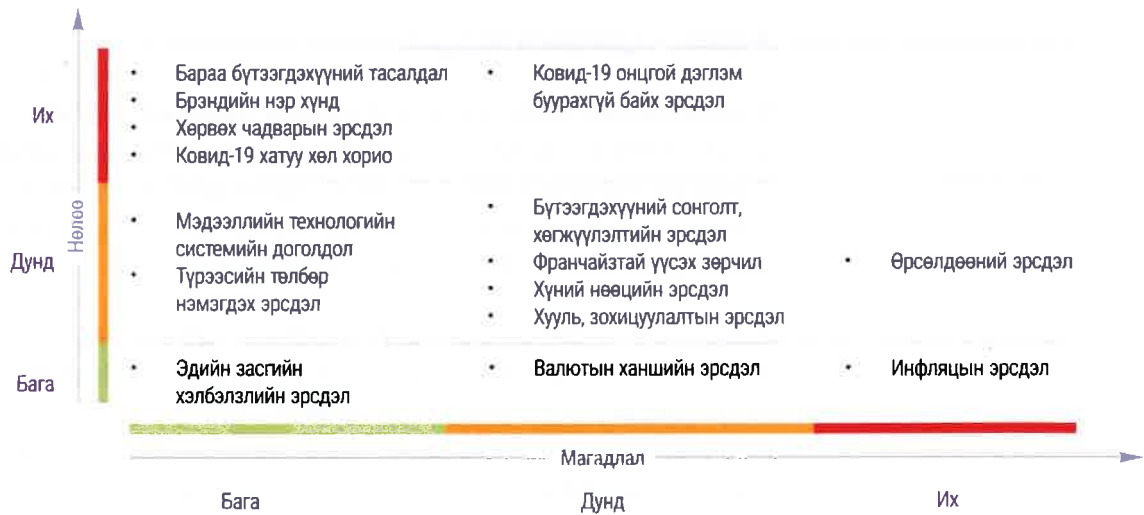 Их
• Бараа бүтээгдэхүүний тасалдал
• Брэндийн нэр хүнд
• Хөрвөх чадварын эрсдэл
• Ковид-19 хатуу хөл хорио
• Ковид-19 онцгой дэглэм
буурахгүй байх эрсдэл
Нөлөө
Дунд
• Мэдээллийн технологийн
системийн доголдол
• Түрээсийн төлбөр
нэмэгдэх эрсдэл
• Бүтээгдэхүүний сонголт,
хөгжүүлэлтийн эрсдэл
• Франчайзтай үүсэх зөрчил
• Хүний нөөцийн эрсдэл
• Хууль, зохицуулалтын эрсдэл
• Өрсөлдөөний эрсдэл
Бага
• Эдийн засгийн
хэлбэлзлийн эрсдэл
• Валютын ханшийн эрсдэл
• Инфляцын эрсдэл
Магадлал
Бага
Дунд
Их